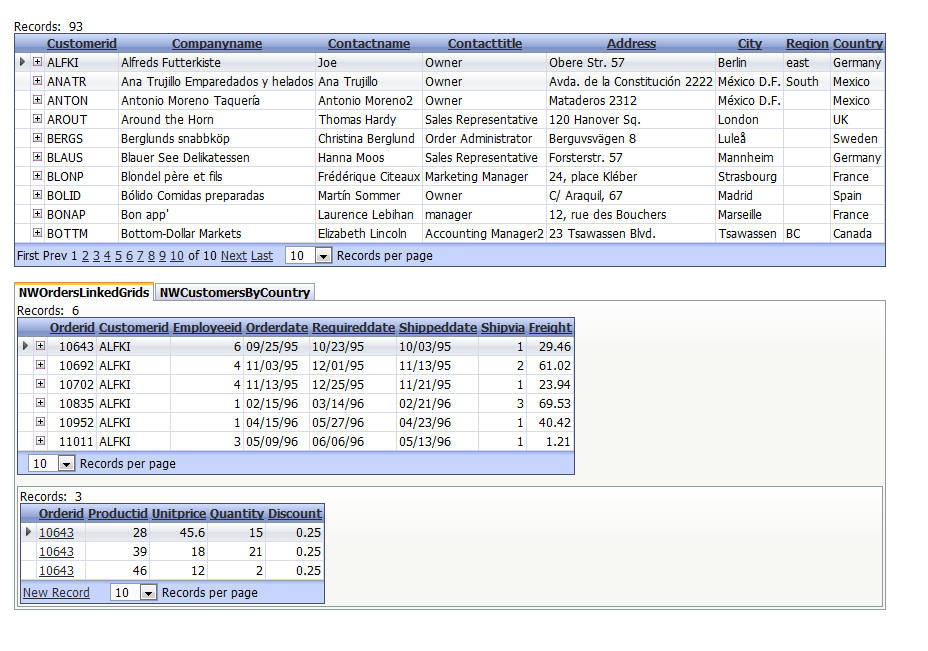 Records: 93
Customerid Companyname Contactname Contacttitle Address City Region Country
ALFKI Alfreds Futterkiste Joe Owner Obere Str. 57 Berlin east Germany
ANATR Ana Trujillo Emparedados y helados Ana Trujillo Owner Avda. de la Constitución 2222 México D.F. South Mexico
ANTON Antonio Moreno Taquería Antonio Moreno2 Owner Mataderos 2312 México D.F. Mexico
AROUT Around the Horn Thomas Hardy Sales Representative 120 Hanover Sq. London UK
BERGS Berglunds snabbköp Christina Berglund Order Administrator Berguvsvägen 8 Luleå Sweden
BLAUS Blauer See Delikatessen Hanna Moos Sales Representative Forsterstr. 57 Mannheim Germany
BLONP Blondel père et fils Frédérique Citeaux Marketing Manager 24, place Kléber Strasbourg France
BOLID Bólido Comidas preparadas Martín Sommer Owner C/ Araquil, 67 Madrid Spain
BONAP Bon app' Laurence Lebihan manager 12, rue des Bouchers Marseille France
BOTTM Bottom-Dollar Markets Elizabeth Lincoln Accounting Manager2 23 Tsawassen Blvd. Tsawassen BC Canada
First Prev 1 2 3 4 5 6 7 8 9 10 of 10 Next Last 10 Records per page
NWOrdersLinkedGrids NWCustomersByCountry
Records: 6
Orderid Customerid Employeeid Orderdate Requireddate Shippeddate Shipvia Freight
10643 ALFKI 6 09/25/95 10/23/95 10/03/95 1 29.46
10692 ALFKI 4 11/03/95 12/01/95 11/13/95 2 61.02
10702 ALFKI 4 11/13/95 12/25/95 11/21/95 1 23.94
10835 ALFKI 1 02/15/96 03/14/96 02/21/96 3 69.53
10952 ALFKI 1 04/15/96 05/27/96 04/23/96 1 40.42
11011 ALFKI 3 05/09/96 06/06/96 05/13/96 1 1.21
10 Records per page
Records: 3
Orderid Productid Unitprice Quantity Discount
10643 28 45.6 15 0.25
10643 39 18 21 0.25
10643 46 12 2 0.25
New Record 10 Records per page